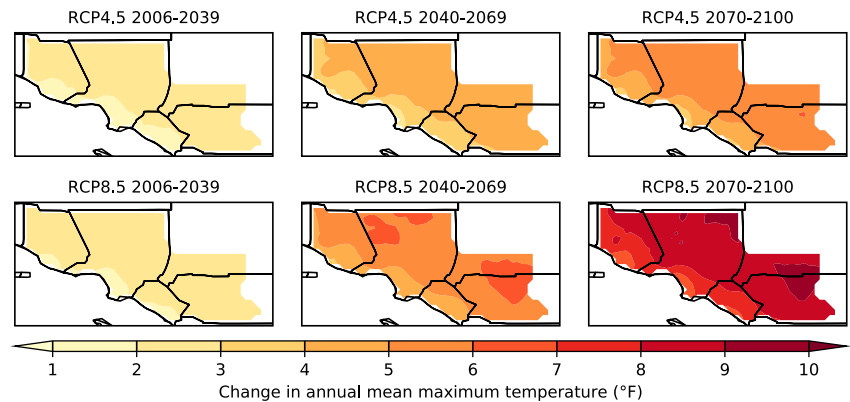 RCP4.5 2006-2039 RCP4.5 2040-2069 RCP4.5 2070-2100
RCP8.5 2006-2039 RCP8.5 2040-2069 RCP8.5 2070-2100
1 2 3 4 5 6 7 8 9 10
Change in annual mean maximum temperature (°F)